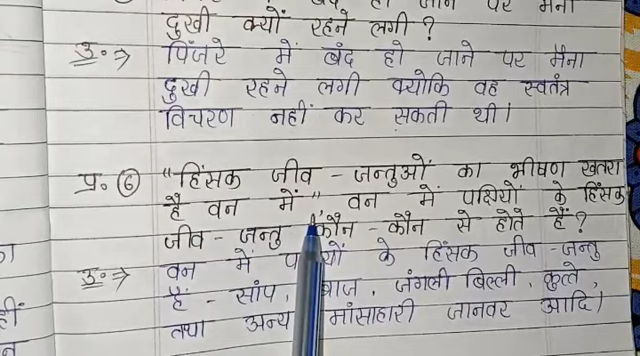 दुखी क्यों रहने लगी ?
उ.⇒ पिंजरे में बंद हो जाने पर मैना
दुखी रहने लगी क्योकि वह स्वतंत्र
विचरण नहीं कर सकती थी।
प्र. ⑥ "हिंसक जीव - जन्तुओं का भीषण खतरा
है वन में" वन में पक्षियों के हिंसक
जीव - जन्तु कौन - कौन से होते हैं ?
उ.⇒ वन में के हिंसक जीव - जन्तु
हैं - सांप, बाज, जंगली बिल्ली, कुत्ते,
तथा अन्य मांसाहारी जानवर आदि।